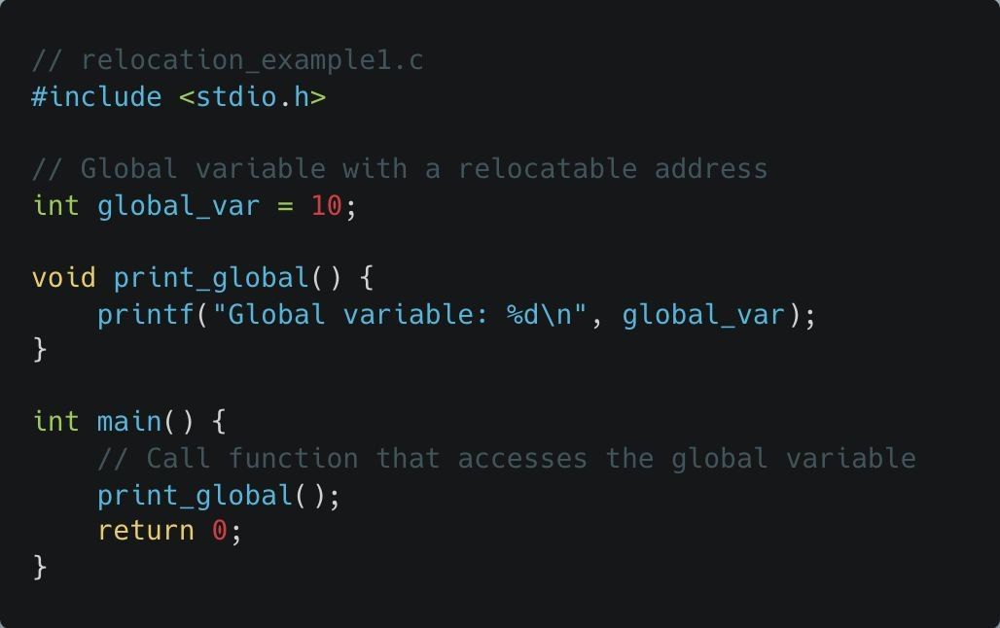 // relocation_example1.c
#include <stdio.h>
// Global variable with a relocatable address
int global_var = 10;
void print_global() {
    printf("Global variable: %d\n", global_var);
}
int main() {
    // Call function that accesses the global variable
    print_global();
    return 0;
}